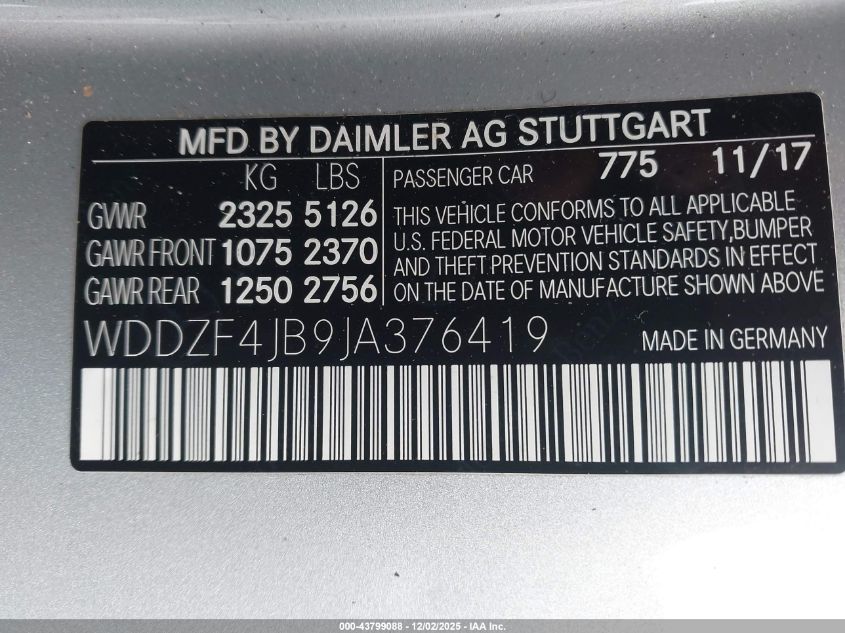 MFD BY DAIMLER AG STUTTGART
KG LBS
GVWR 2325 5126
GAWR FRONT 1075 2370
GAWR REAR 1250 2756
PASSENGER CAR 775 11/17
THIS VEHICLE CONFORMS TO ALL APPLICABLE
U.S. FEDERAL MOTOR VEHICLE SAFETY,BUMPER
AND THEFT PREVENTION STANDARDS IN EFFECT
ON THE DATE OF MANUFACTURE SHOWN ABOVE
WDDZF4JB9JA376419 MADE IN GERMANY
000-43799088 - 12/02/2025 - IAA Inc.